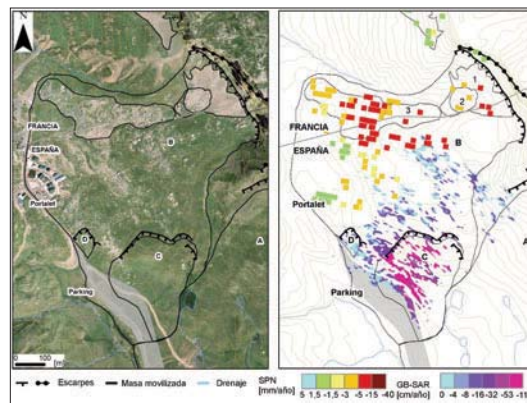 N
FRANCIA
ESPAÑA
Portalet
Parking
A
B
C
D
0 100
[m]
1
2
3
FRANCIA
ESPAÑA
Portalet
Parking
A
B
C
D
Escarpes
Masa movilizada
Drenaje
SPN
[mm/año]
5 1,5 -1,5 -3 -5 -15 -40
GB-SAR
[cm/año]
0 -4 -8 -16 -32 -53